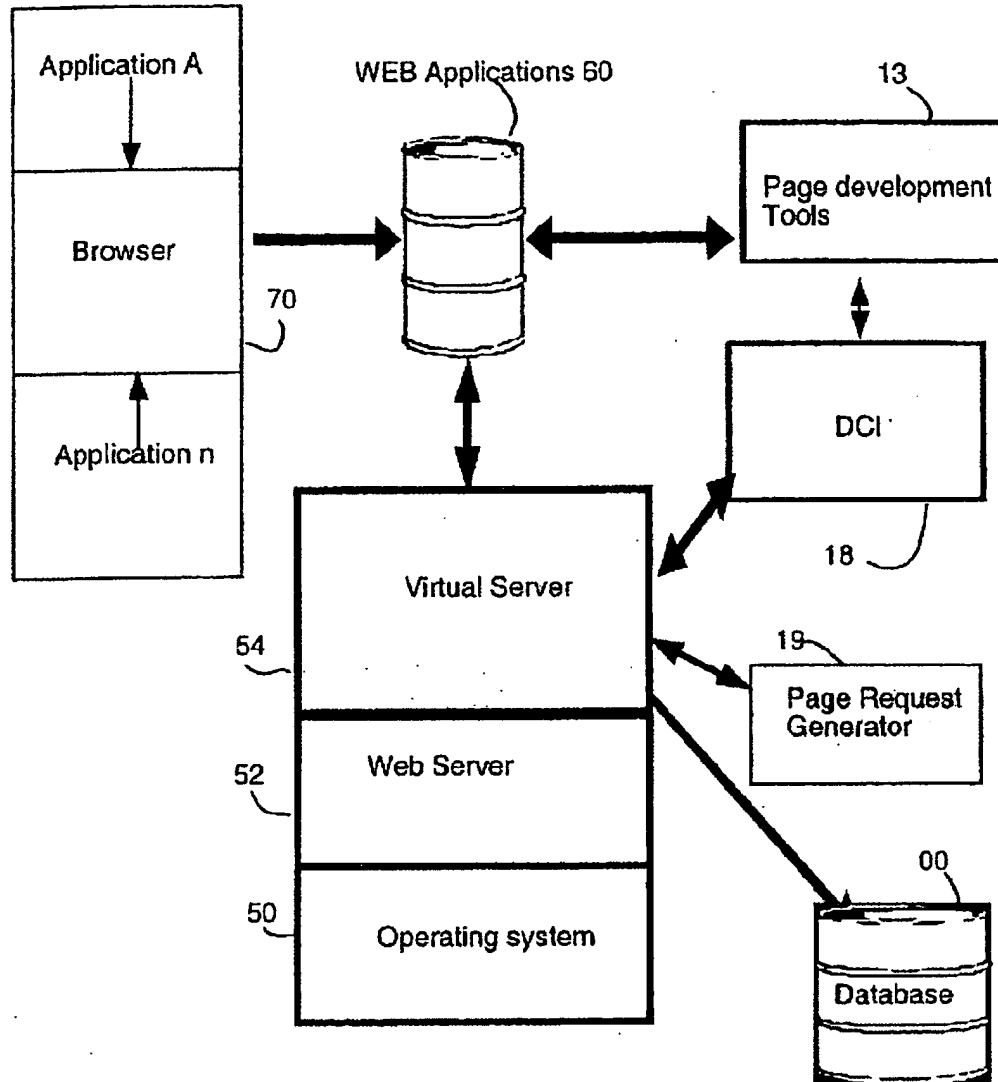 Application A
WEB Applications 60
13
Page development
Tools
Browser
70
DCI
Application n
18
Virtual Server
54
19
Page Request
Generator
Web Server
52
00
50
Operating system
Database